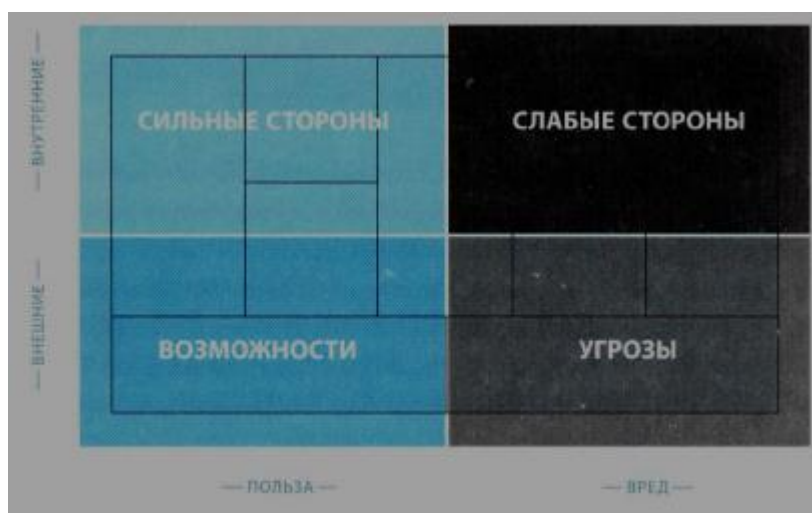 ВНУТРЕННИЕ
СИЛЬНЫЕ СТОРОНЫ
СЛАБЫЕ СТОРОНЫ
ВНЕШНИЕ
ВОЗМОЖНОСТИ
УГРОЗЫ
ПОЛЬЗА
ВРЕД